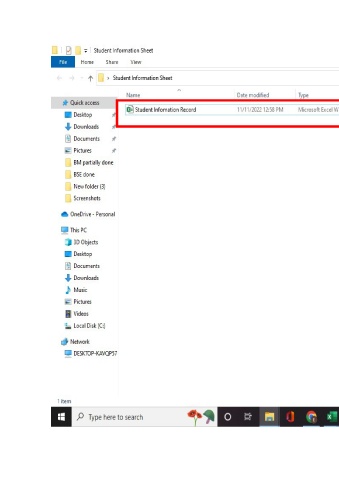 Student Information Sheet
File Home Share View
Student Information Sheet
Name Date modified Type
Student Information Record 11/11/2022 12:58 PM Microsoft Excel W
Quick access
Desktop
Downloads
Documents
Pictures
BM partially done
BSE done
New folder (3)
Screenshots
OneDrive - Personal
This PC
3D Objects
Desktop
Documents
Downloads
Music
Pictures
Videos
Local Disk (C:)
Network
DESKTOP-KAVQP57
1 item
Type here to search